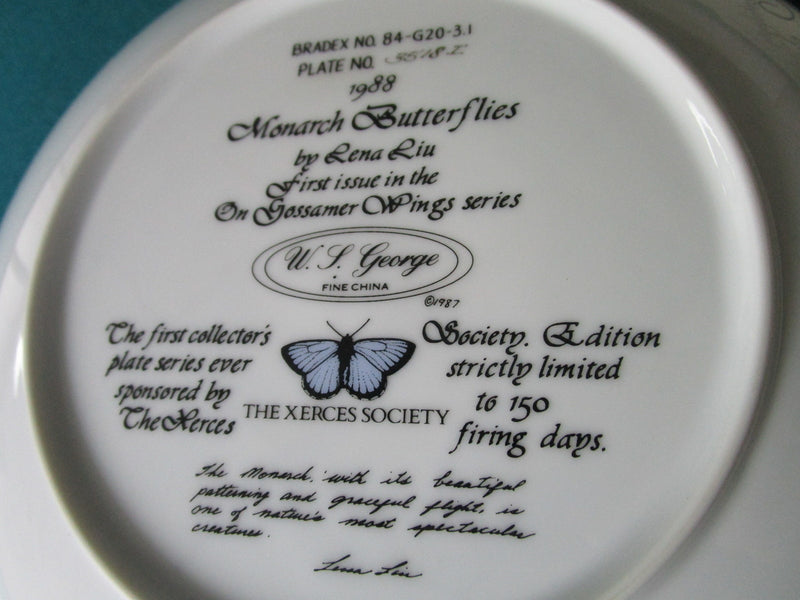 BRADEX NO. 84-G20-3.1
PLATE NO.
1988
Monarch Butterflies
by Lena Liu
First issue in the
On Gossamer Wings series
W. S. George
FINE CHINA
©1987
The first collector's
plate series ever
sponsored by
The Xerces
THE XERCES SOCIETY
Society. Edition
strictly limited
to 150
firing days.
The Monarch, with its beautiful
patterning and graceful flight, is
one of nature's most spectacular
creatures.
Lena Liu